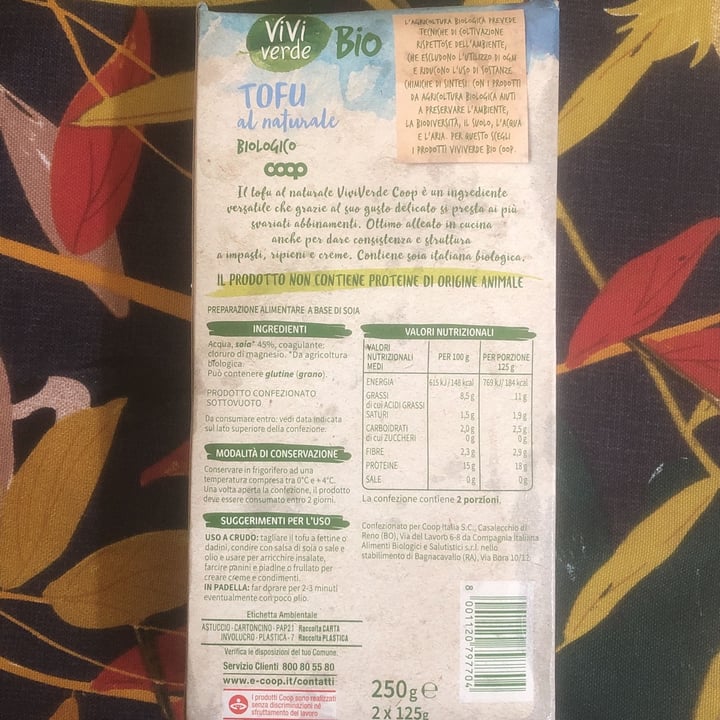 ViVi
verde
BiO
TOFU
al naturale
BIOLOGICO
coop
L'AGRICOLTURA BIOLOGICA PREVEDE
TECNICHE DI COLTIVAZIONE
RISPETTOSE DELL'AMBIENTE,
CHE ESCLUDONO L'UTILIZZO DI OGM
E RIDUCONO L'USO DI SOSTANZE
CHIMICHE DI SINTESI. CON I PRODOTTI
DA AGRICOLTURA BIOLOGICA AIUTI
A PRESERVARE L'AMBIENTE,
LA BIODIVERSITÀ, IL SUOLO, L'ACQUA
E L'ARIA. PER QUESTO SCEGLI
I PRODOTTI VIVIVERDE BIO COOP.
Il tofu al naturale ViviVerde Coop è un ingrediente
versatile che grazie al suo gusto delicato si presta ai più
svariati abbinamenti. Ottimo alleato in cucina
anche per dare consistenza e struttura
a impasti, ripieni e creme. Contiene soia italiana biologica.
IL PRODOTTO NON CONTIENE PROTEINE DI ORIGINE ANIMALE
PREPARAZIONE ALIMENTARE A BASE DI SOIA
INGREDIENTI
Acqua, soia* 45%, coagulante:
cloruro di magnesio. *Da agricoltura
biologica.
Può contenere glutine (grano).
PRODOTTO CONFEZIONATO
SOTTOVUOTO
Da consumare entro: vedi data indicata
sul lato superiore della confezione.
MODALITÀ DI CONSERVAZIONE
Conservare in frigorifero ad una
temperatura compresa tra 0°C e +4°C.
Una volta aperta la confezione, il prodotto
deve essere consumato entro 2 giorni.
SUGGERIMENTI PER L'USO
USO A CRUDO: tagliare il tofu a fettine o
dadini, condire con salsa di soia o sale e
olio e usare per arricchire insalate,
farcire panini e piadine o frullato per
creare creme e condimenti.
IN PADELLA: far dorare per 2-3 minuti
eventualmente con poco olio.
Etichetta Ambientale
ASTUCCIO-CARTONCINO-PAP21 Raccolta CARTA
INVOLUCRO-PLASTICA-7 Raccolta PLASTICA
Verifica le disposizioni del tuo Comune.
Servizio Clienti 800 80 55 80
www.e-coop.it/contatti
I prodotti Coop sono realizzati
senza discriminazioni né
sfruttamento del lavoro
VALORI NUTRIZIONALI
VALORI
NUTRIZIONALI
MEDI
PER 100 g
PER PORZIONE
125 g
ENERGIA 615 kJ/148 kcal 769 kJ/184 kcal
GRASSI 8,5 g 11 g
di cui ACIDI GRASSI
SATURI 1,5 g 1,9 g
CARBOIDRATI 2,0 g 2,5 g
di cui ZUCCHERI 0 g 0 g
FIBRE 2,3 g 2,9 g
PROTEINE 15 g 18 g
SALE 0 g 0 g
La confezione contiene 2 porzioni.
Confezionato per Coop Italia S.C., Casalecchio di
Reno (BO), Via del Lavoro 6-8 da Compagnia Italiana
Alimenti Biologici e Salutistici s.r.l. nello
stabilimento di Bagnacavallo (RA), Via Bora 10/12.
8 001120 797704
250 g e
2 x 125g